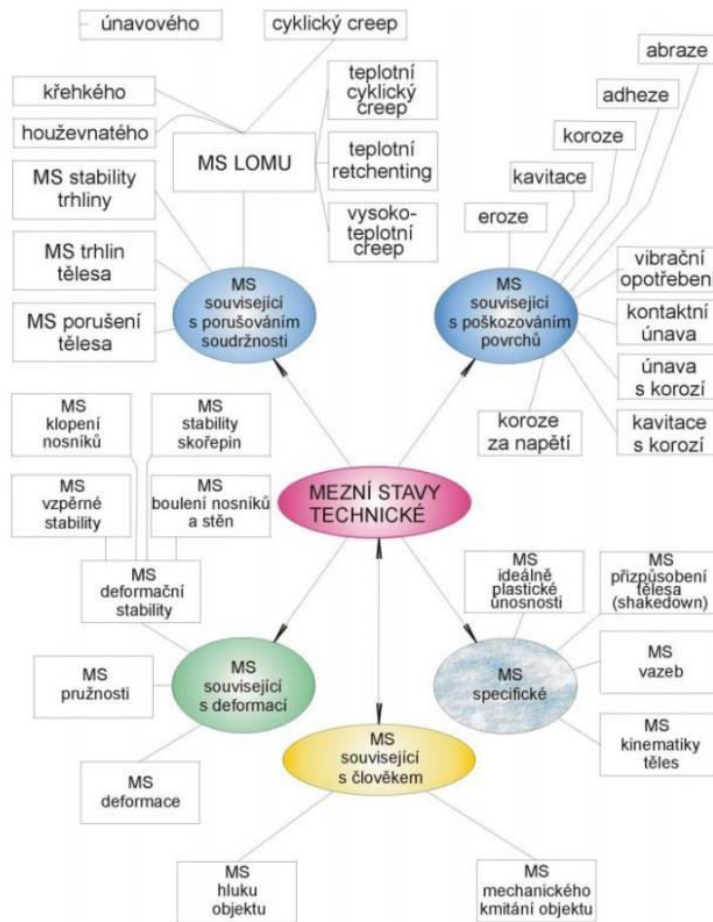 únavového
cyklický creep
křehkého
houževnatého
MS LOMU
teplotní
cyklický
creep
teplotní
retchenting
vysoko-
teplotní
creep
MS stability
trhliny
MS trhlin
tělesa
MS porušení
tělesa
MS
související
s porušováním
soudržnosti
abraze
adheze
koroze
kavitace
eroze
vibrační
opotřebení
kontaktní
únava
únava
s korozí
kavitace
s korozí
koroze
za napětí
MS
související
s poškozováním
povrchů
MS
klopení
nosníků
MS
stability
skořepin
MS
vzpěrné
stability
MS
boulení nosníků
a stěn
MS
deformační
stability
MEZNÍ STAVY
TECHNICKÉ
MS
ideálně
plastické
únosnosti
MS
přizpůsobení
tělesa
(shakedown)
MS
vazeb
MS
kinematiky
těles
MS
specifické
MS
pružnosti
MS
související
s deformací
MS
deformace
MS
související
s člověkem
MS
hluku
objektu
MS
mechanického
kmitání objektu